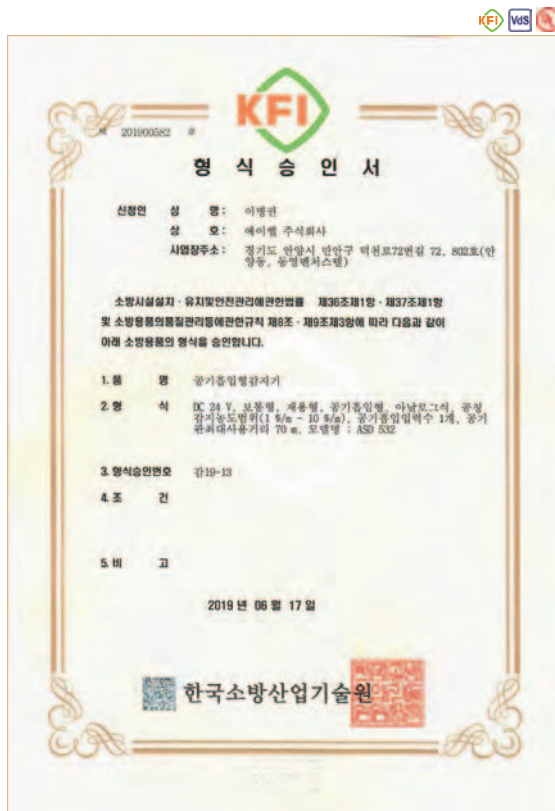 KFI VdS
KFI
제 201900582 호
형 식 승 인 서
신청인 성 명 : 이병권
상 호 : 에이엘 주식회사
사업장주소 : 경기도 안양시 만안구 덕천로72번길 72, 802호(안
양동, 동영벤처스텔)
소방시설설치ㆍ유지및안전관리에관한법률 제36조제1항ㆍ제37조제1항
및 소방용품의품질관리등에관한규칙 제8조ㆍ제9조제3항에 따라 다음과 같이
아래 소방용품의 형식을 승인합니다.
1. 품 명 공기흡입형감지기
2. 형 식 DC 24 V, 보통형, 재용형, 공기흡입형, 아날로그식, 공칭
감지농도범위(1 %/m ~ 10 %/m), 공기흡입입력수 1개, 공기
관최대사용거리 70 m, 모델명 : ASD 532
3. 형식승인번호 감19-13
4. 조 건
5. 비 고
2019 년 06 월 17 일
한국소방산업기술원